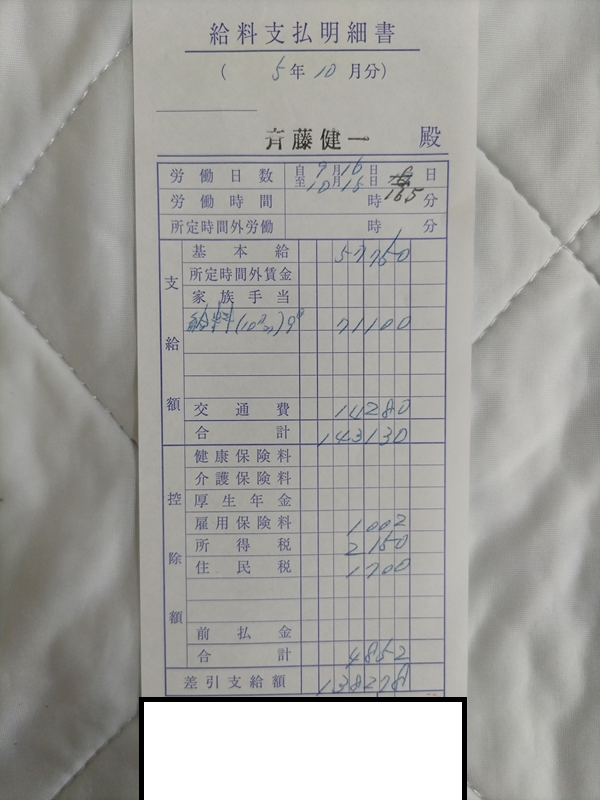 給料支払明細書
( 5年10月分)
斉藤健一 殿
労働日数 自9月16日 至10月15日 日
労働時間 時 165 分
所定時間外労働 時 分
支給額
基本給 57750
所定時間外賃金
家族手当
給料 71100
交通費 14280
合計 143130
控除額
健康保険料
介護保険料
厚生年金
雇用保険料 1002
所得税 2150
住民税 1700
前払金
合計 4852
差引支給額 138278